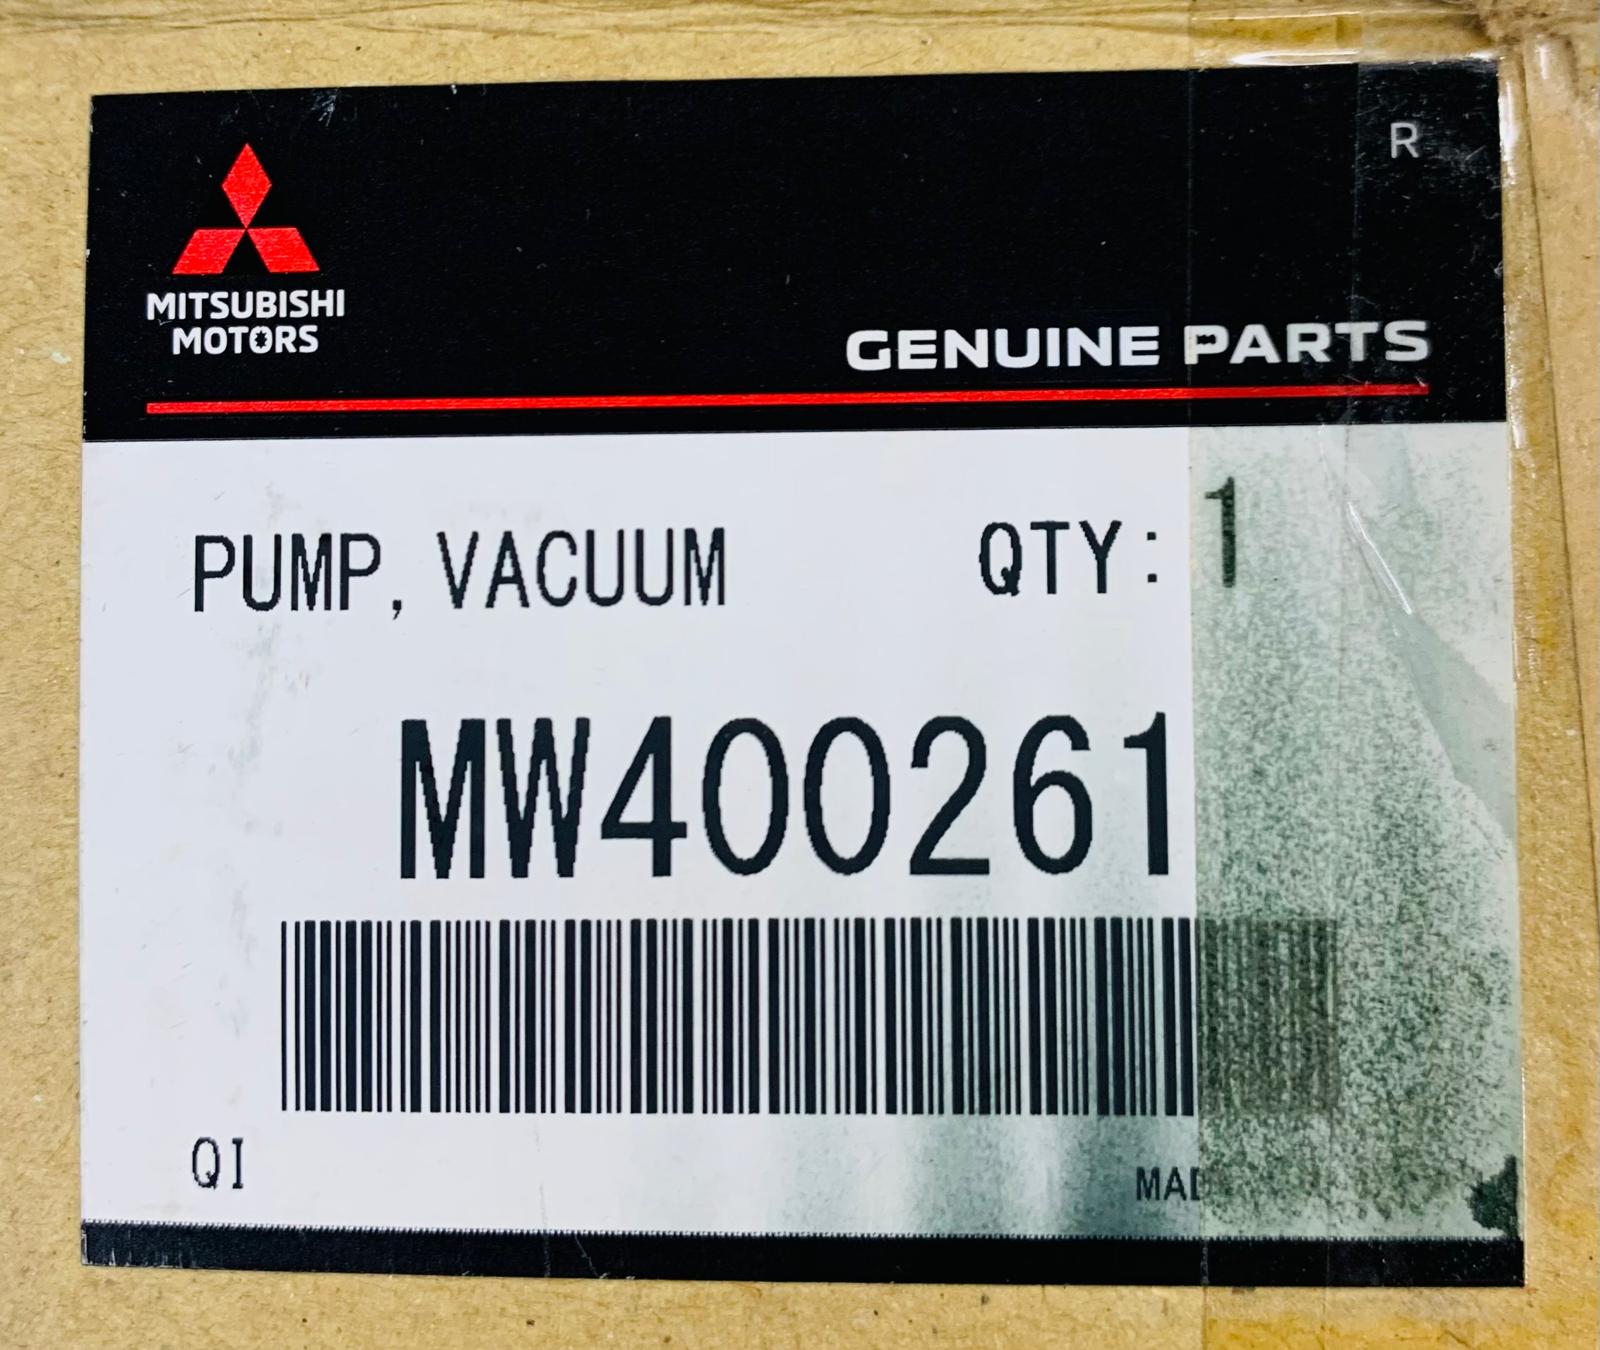 R
MITSUBISHI
MOTORS
GENUINE PARTS
PUMP, VACUUM QTY: 1
MW400261
QI